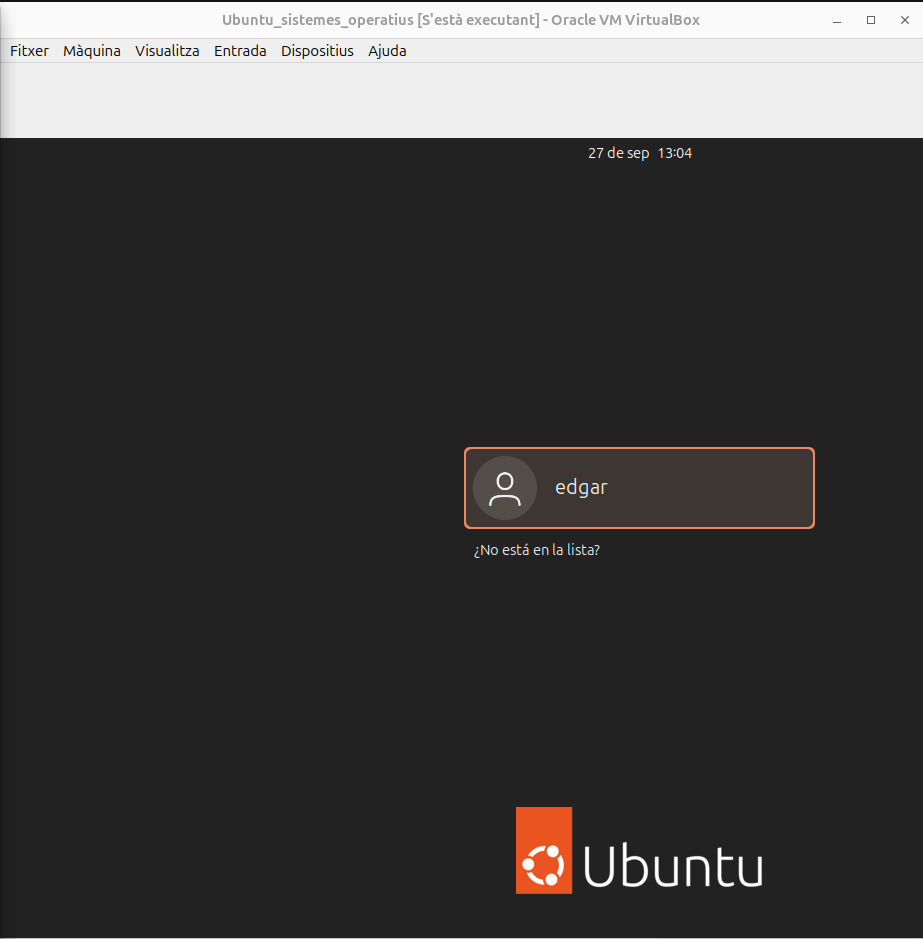 Ubuntu_sistemes_operatius [S'està executant] - Oracle VM VirtualBox
Fitxer Màquina Visualitza Entrada Dispositius Ajuda
27 de sep 13:04
edgar
¿No está en la lista?
Ubuntu